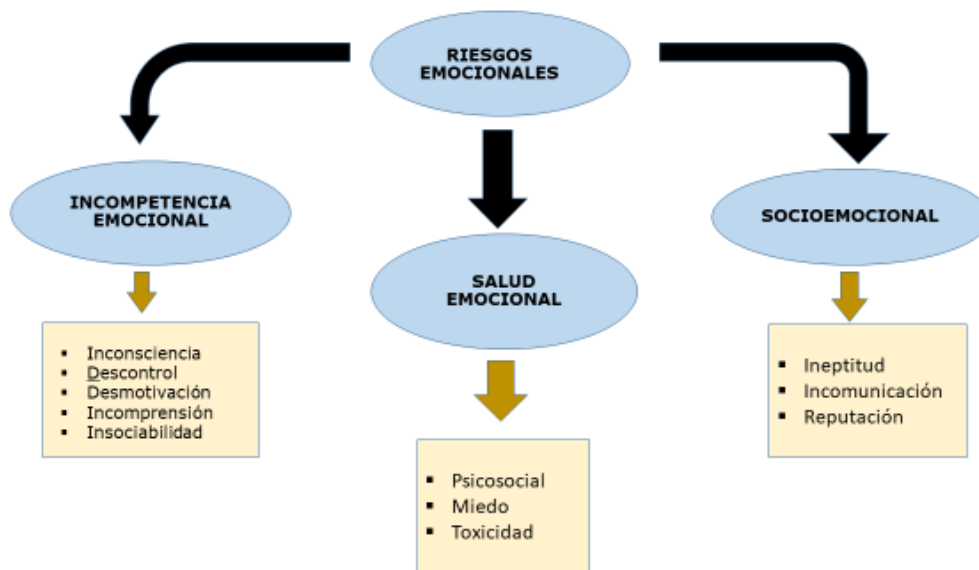 RIESGOS
EMOCIONALES
INCOMPETENCIA
EMOCIONAL
SALUD
EMOCIONAL
SOCIOEMOCIONAL
▪ Inconsciencia
▪ Descontrol
▪ Desmotivación
▪ Incomprensión
▪ Insociabilidad
▪ Psicosocial
▪ Miedo
▪ Toxicidad
▪ Ineptitud
▪ Incomunicación
▪ Reputación